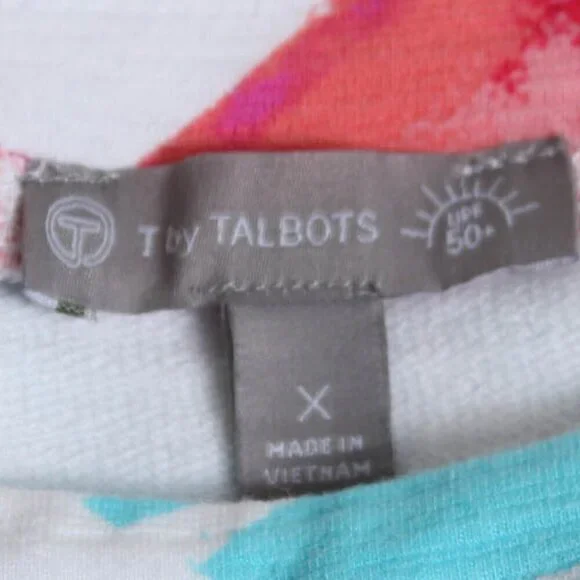 T by TALBOTS
UPF
50+
X
MADE IN
VIETNAM